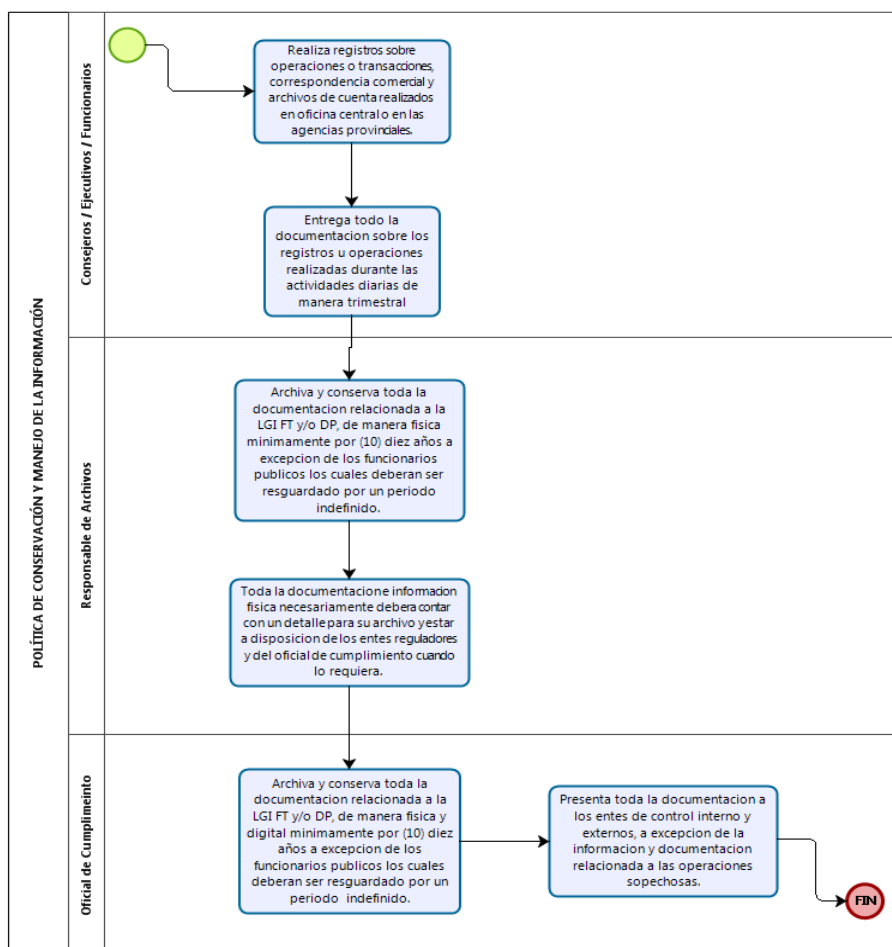 POLÍTICA DE CONSERVACIÓN Y MANEJO DE LA INFORMACIÓN
Consejeros / Ejecutivos / Funcionarios
Realiza registros sobre
operaciones o transacciones,
correspondencia comercial y
archivos de cuenta realizados
en oficina central o en las
agencias provinciales.
Entrega todo la
documentacion sobre los
registros u operaciones
realizadas durante las
actividades diarias de
manera trimestral
Responsable de Archivos
Archiva y conserva toda la
documentacion relacionada a la
LGI FT y/o DP, de manera fisica
minimamente por (10) diez años a
excepcion de los funcionarios
publicos los cuales deberan ser
resguardado por un periodo
indefinido.
Toda la documentacion e informacion
fisica necesariamente debera contar
con un detalle para su archivo y estar
a disposicion de los entes reguladores
y del oficial de cumplimiento cuando
lo requiera.
Oficial de Cumplimeinto
Archiva y conserva toda la
documentacion relacionada a la
LGI FT y/o DP, de manera fisica y
digital minimamente por (10) diez
años a excepcion de los
funcionarios publicos los cuales
deberan ser resguardado por un
periodo indefinido.
Presenta toda la documentacion a
los entes de control interno y
externos, a excepcion de la
informacion y documentacion
relacionada a las operaciones
sopechosas.
FIN